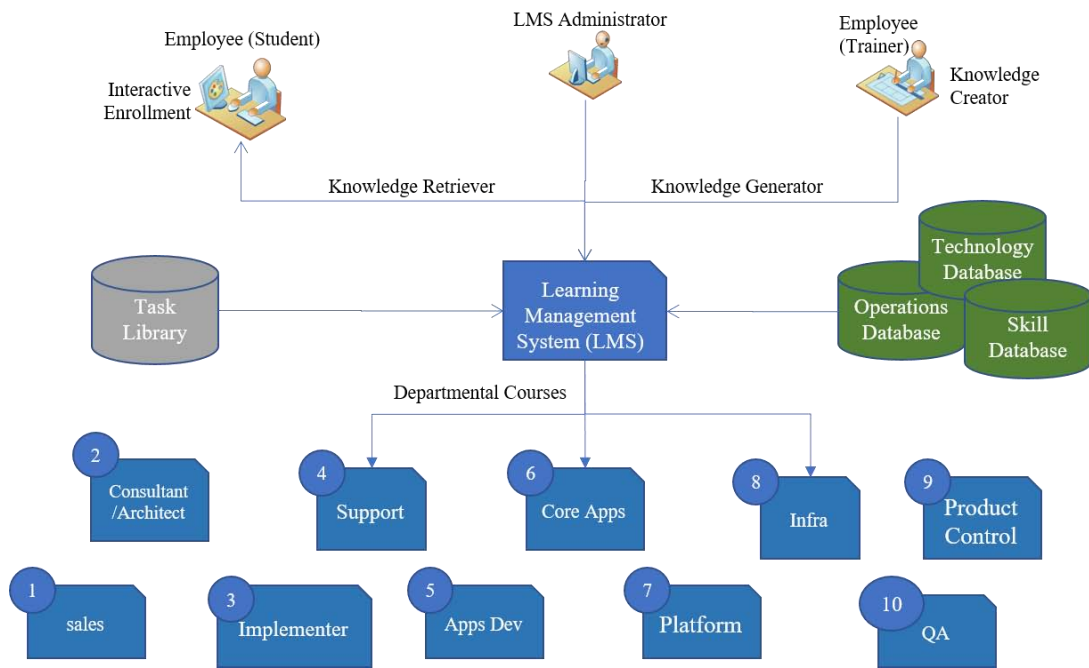 LMS Administrator
Employee (Student)
Employee
(Trainer)
Interactive
Enrollment
Knowledge
Creator
Knowledge Retriever
Knowledge Generator
Technology
Database
Task
Library
Learning
Management
System (LMS)
Operations
Database
Skill
Database
Departmental Courses
2
Consultant
/Architect
4
Support
6
Core Apps
8
Infra
9
Product
Control
1
sales
3
Implementer
5
Apps Dev
7
Platform
10
QA